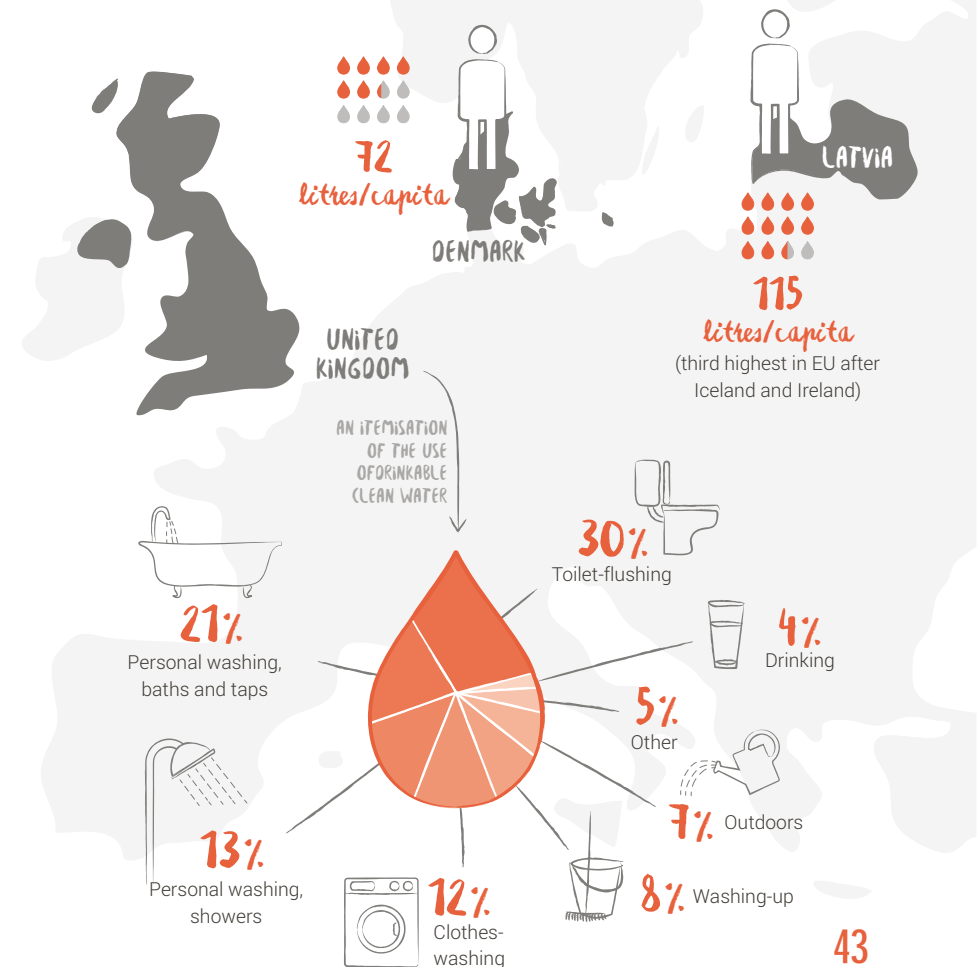 72
litres/capita
DENMARK
LATViA
115
litres/capita
(third highest in EU after
Iceland and Ireland)
UNiTED
KiNGDOM
AN iTEMiSATiON
OF THE USE
OFDRiNKABLE
CLEAN WATER
30%
Toilet-flushing
21%
Personal washing,
baths and taps
4%
Drinking
5%
Other
7% Outdoors
13%
Personal washing,
showers
12%
Clothes-
washing
8% Washing-up
43